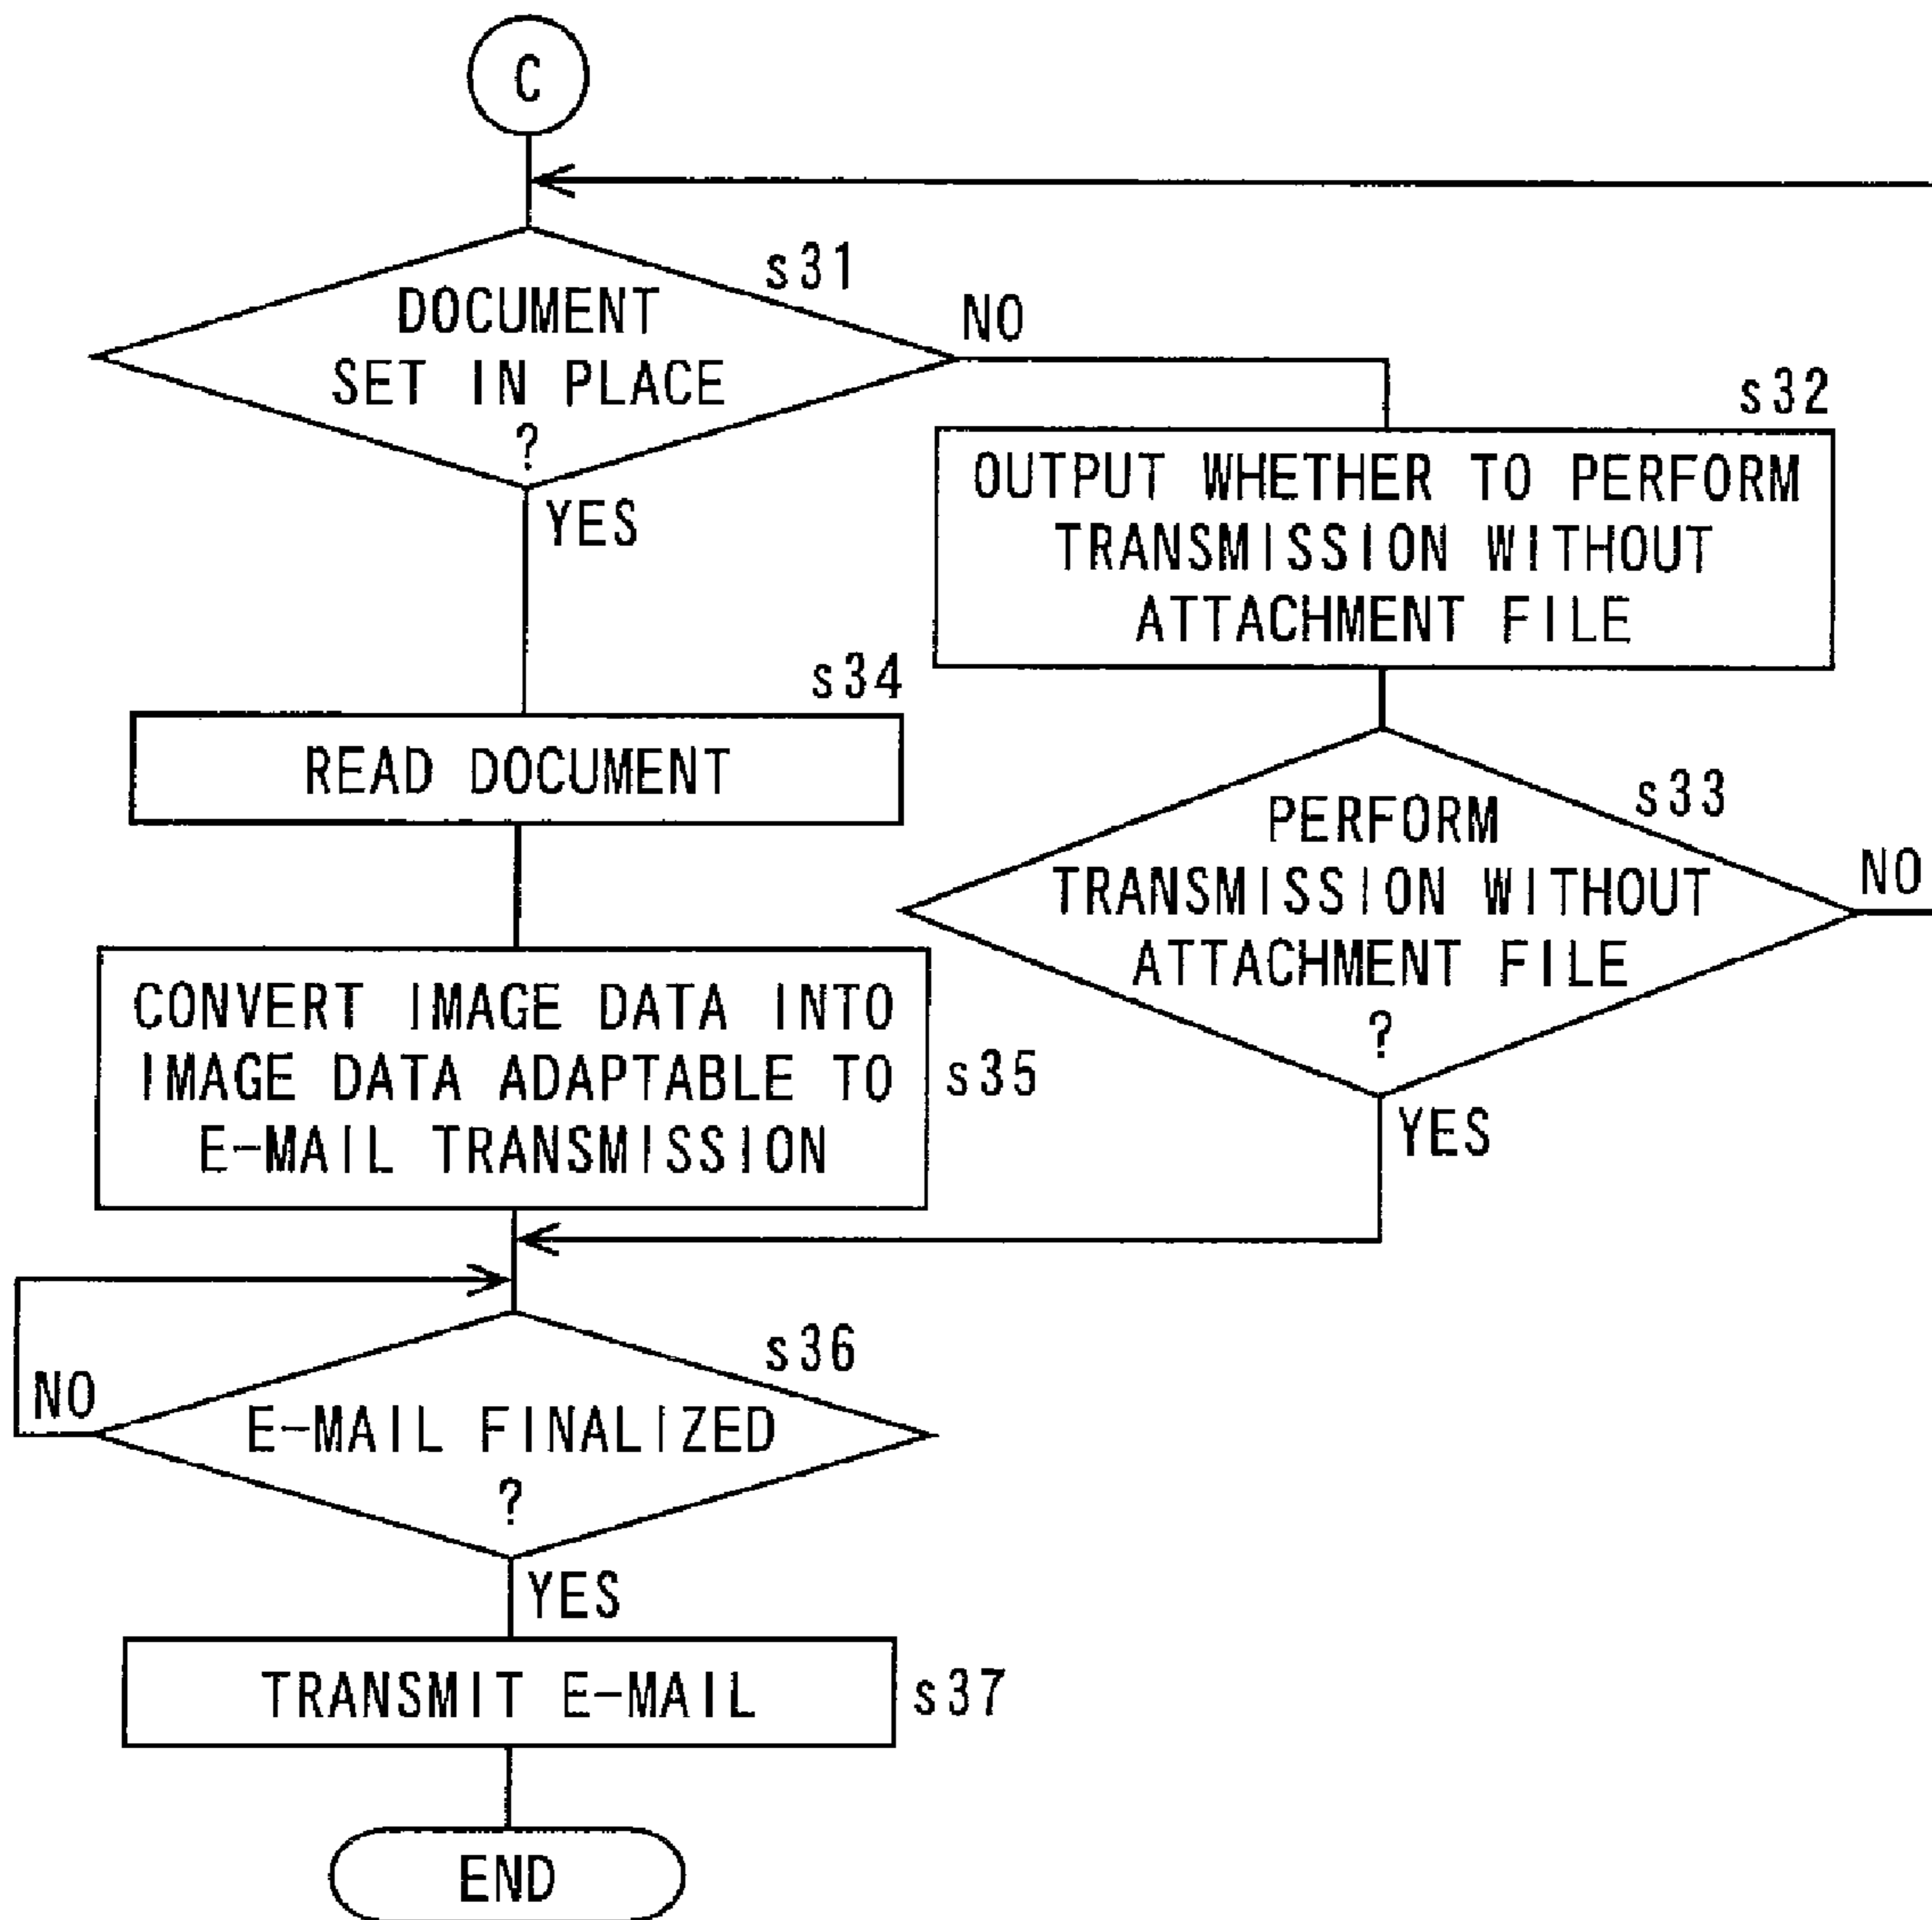 C
s31
DOCUMENT
SET IN PLACE
?
NO
YES
s32
OUTPUT WHETHER TO PERFORM
TRANSMISSION WITHOUT
ATTACHMENT FILE
s33
PERFORM
TRANSMISSION WITHOUT
ATTACHMENT FILE
?
NO
YES
s34
READ DOCUMENT
CONVERT IMAGE DATA INTO
IMAGE DATA ADAPTABLE TO
E-MAIL TRANSMISSION
s35
s36
NO
E-MAIL FINALIZED
?
YES
TRANSMIT E-MAIL
s37
END